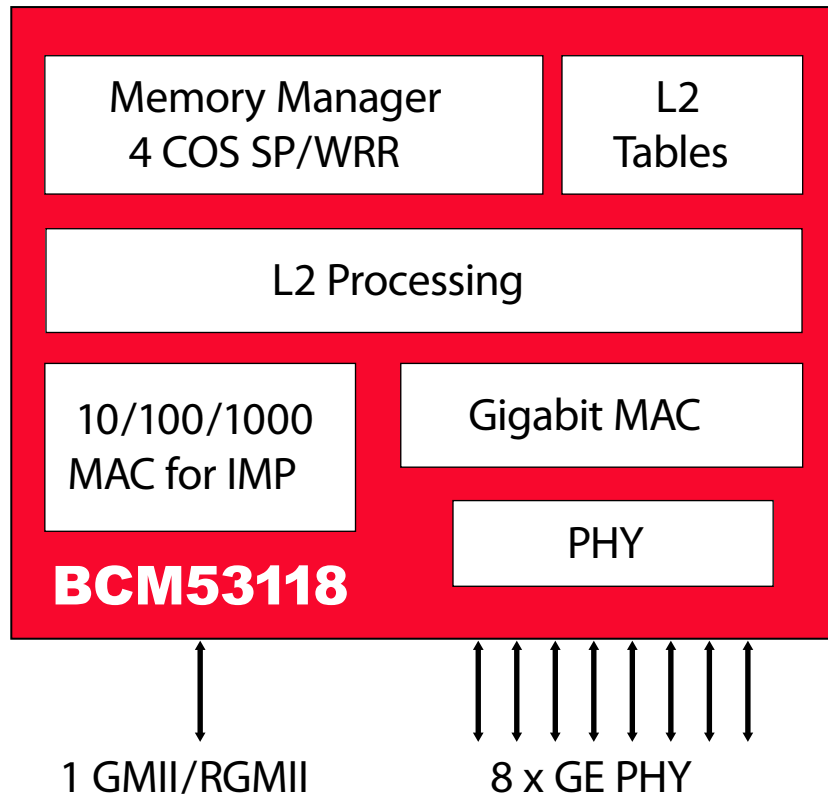 Memory Manager
4 COS SP/WRR
L2
Tables
L2 Processing
10/100/1000
MAC for IMP
Gigabit MAC
PHY
BCM53118
1 GMII/RGMII
8 x GE PHY